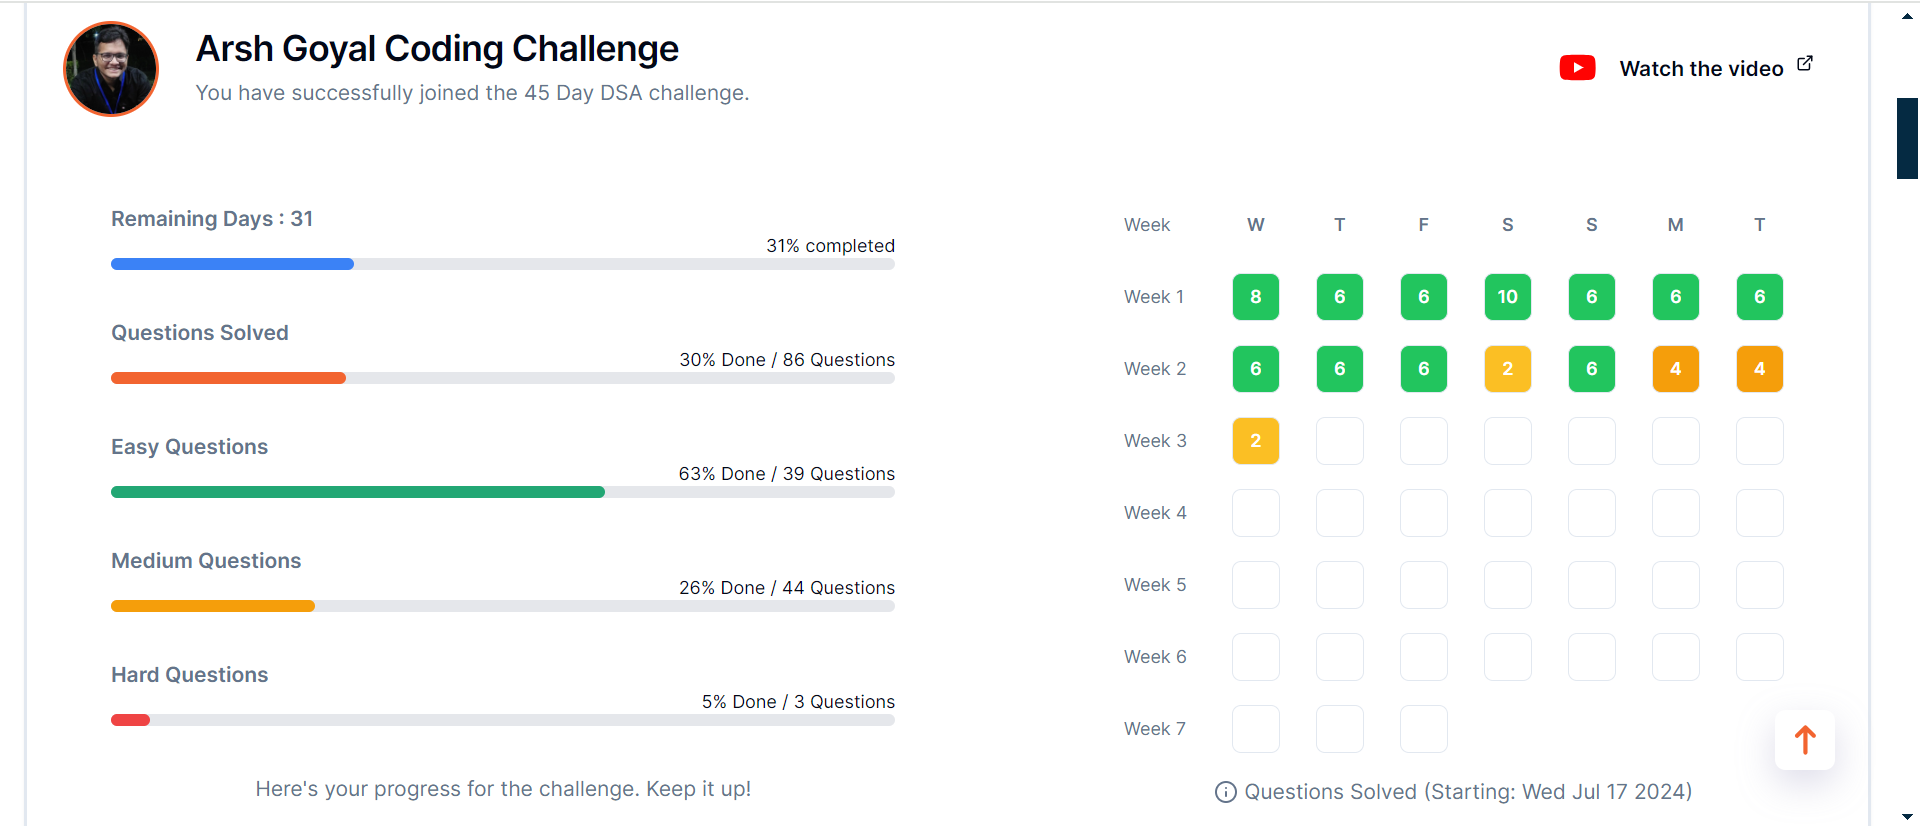 Arsh Goyal Coding Challenge
You have successfully joined the 45 Day DSA challenge.
Watch the video
Remaining Days : 31
31% completed
Questions Solved
30% Done / 86 Questions
Easy Questions
63% Done / 39 Questions
Medium Questions
26% Done / 44 Questions
Hard Questions
5% Done / 3 Questions
Here's your progress for the challenge. Keep it up!
Week W T F S S M T
Week 1 8 6 6 10 6 6 6
Week 2 6 6 6 2 6 4 4
Week 3 2
Week 4
Week 5
Week 6
Week 7
Questions Solved (Starting: Wed Jul 17 2024)